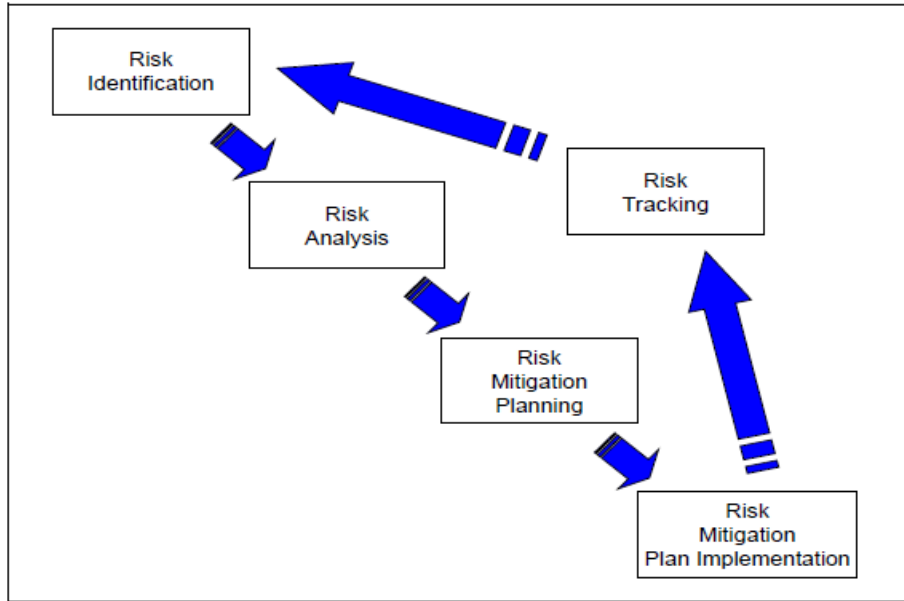 Risk
Identification
Risk
Analysis
Risk
Tracking
Risk
Mitigation
Planning
Risk
Mitigation
Plan Implementation